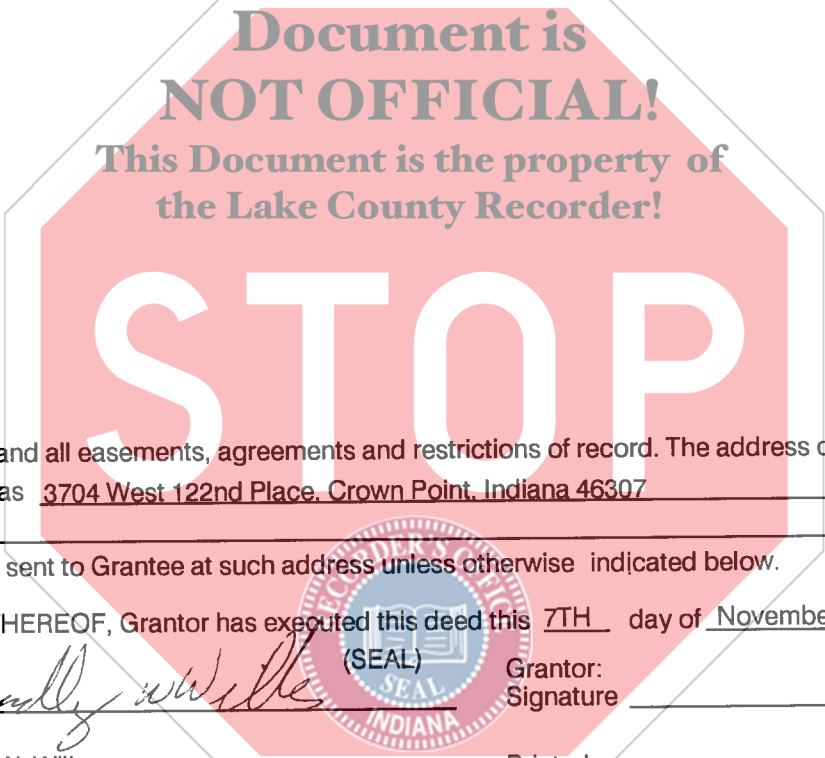 Document is
NOT OFFICIAL!
This Document is the property of
the Lake County Recorder!
STOP
and all easements, agreements and restrictions of record. The address
as 3704 West 122nd Place, Crown Point, Indiana 46307
sent to Grantee at such address unless otherwise indicated below.
HEREOF, Grantor has executed this deed this 7TH day of Novembe
(SEAL)
Grantor:
Signature
RECORDER'S OFFICE
SEAL
INDIANA